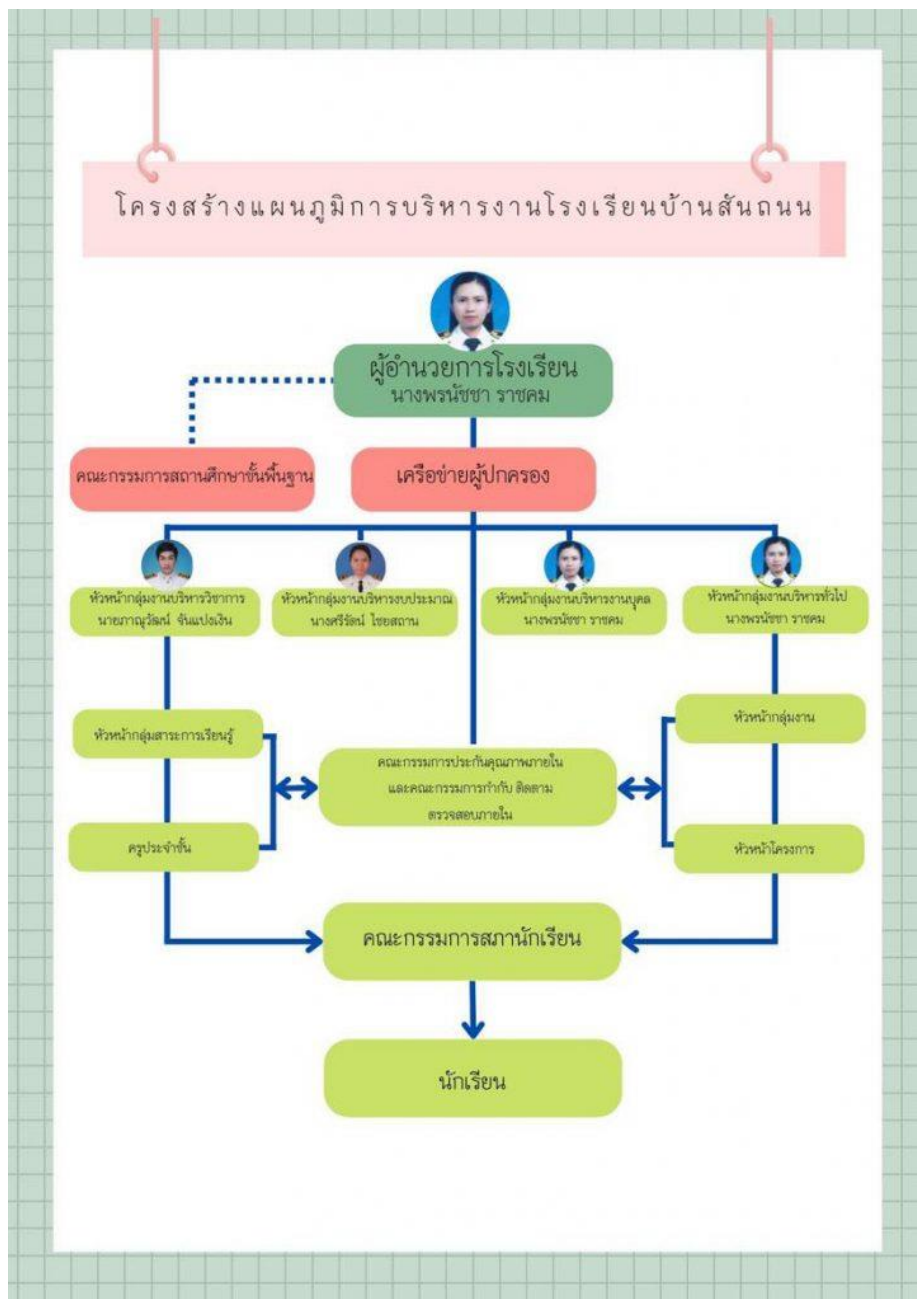 โครงสร้างแผนภูมิการบริหารงานโรงเรียนบ้านสันถนน
ผู้อำนวยการโรงเรียน
นางพรนัชชา ราชคม
คณะกรรมการสถานศึกษาขั้นพื้นฐาน
เครือข่ายผู้ปกครอง
หัวหน้ากลุ่มงานบริหารวิชาการ
นายภาณุวัฒน์ จันแปงเงิน
หัวหน้ากลุ่มงานบริหารงบประมาณ
นางศรีรัตน์ ไชยสถาน
หัวหน้ากลุ่มงานบริหารงานบุคล
นางพรนัชชา ราชคม
หัวหน้ากลุ่มงานบริหารทั่วไป
นางพรนัชชา ราชคม
หัวหน้ากลุ่มสาระการเรียนรู้
หัวหน้ากลุ่มงาน
คณะกรรมการประกันคุณภาพภายใน
และคณะกรรมการกำกับ ติดตาม
ตรวจสอบภายใน
ครูประจำชั้น
หัวหน้าโครงการ
คณะกรรมการสภานักเรียน
นักเรียน